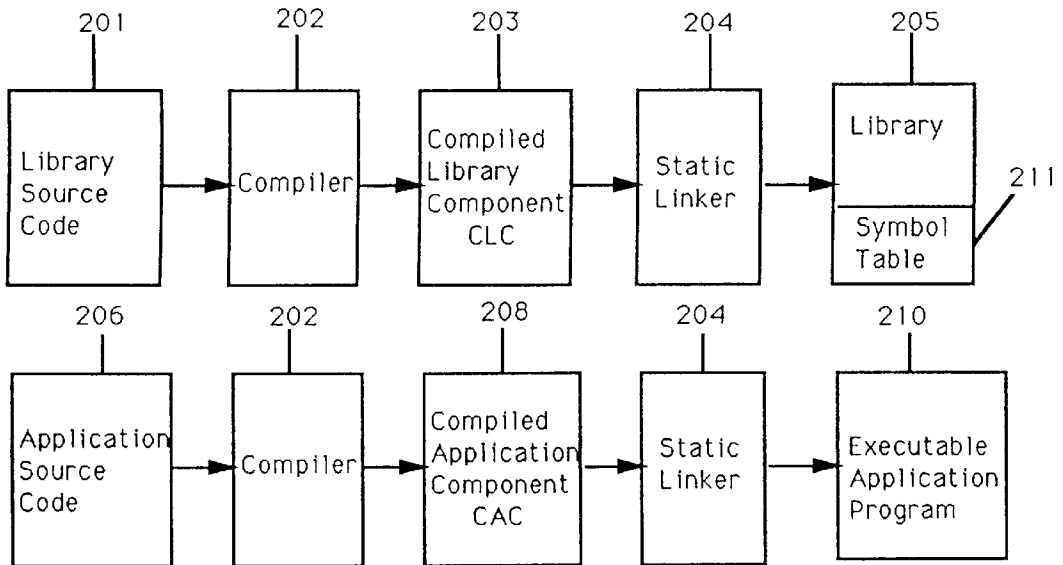 201
202
203
204
205
Library
Source
Code
Compiler
Compiled
Library
Component
CLC
Static
Linker
Library
Symbol
Table
211
206
202
208
204
210
Application
Source
Code
Compiler
Compiled
Application
Component
CAC
Static
Linker
Executable
Application
Program